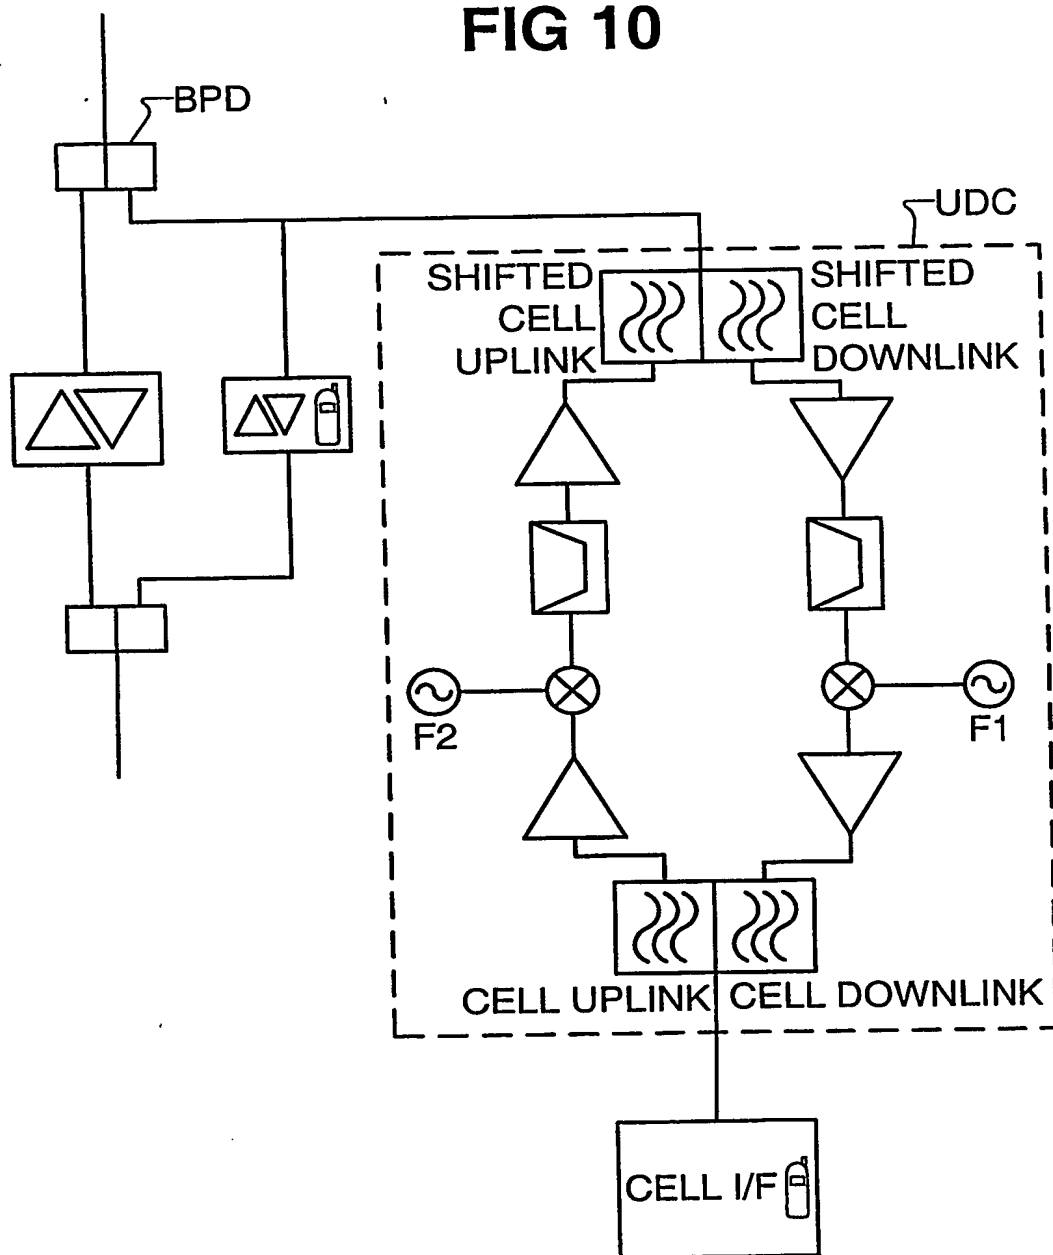 FIG 10
BPD
UDC
SHIFTED
CELL
UPLINK
SHIFTED
CELL
DOWNLINK
F2
F1
CELL UPLINK
CELL DOWNLINK
CELL I/F